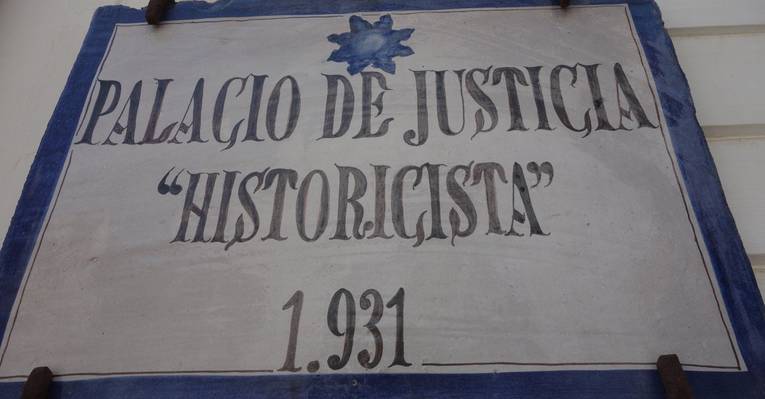 PALACIO DE JUSTICIA
“HISTORICISTA”
1.931